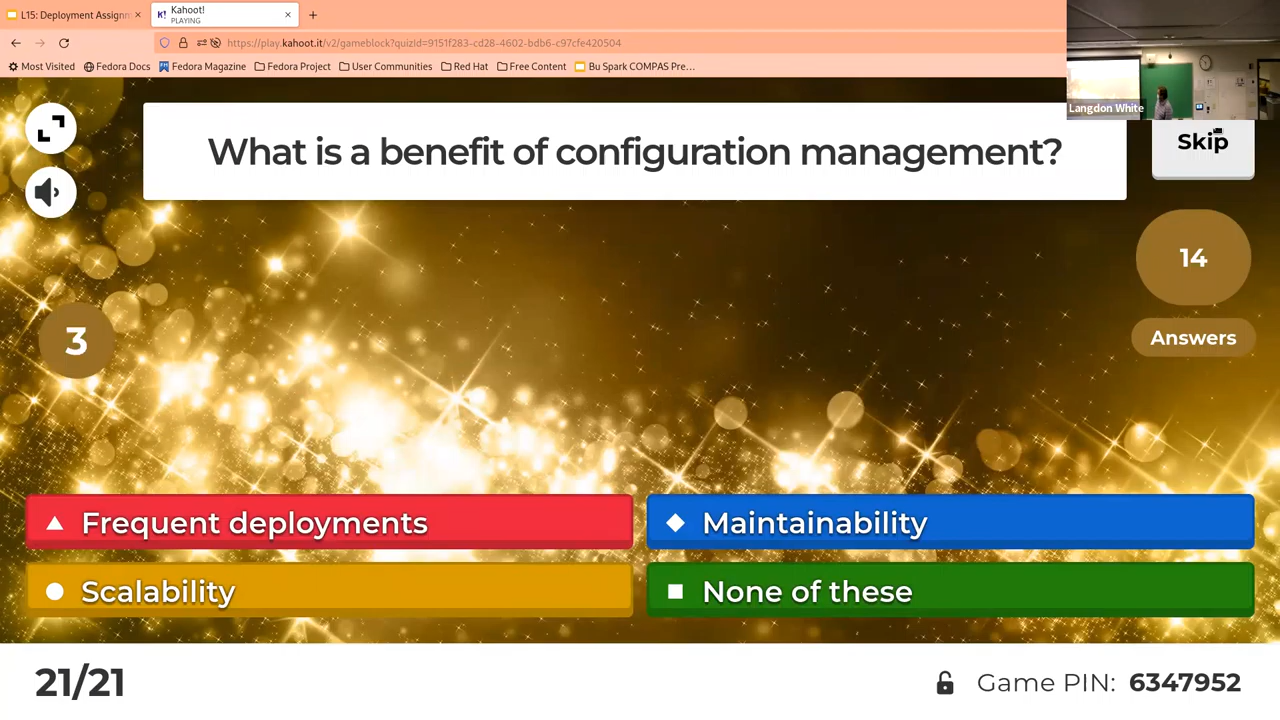 L15: Deployment Assignm
Kahoot!
PLAYING
https://play.kahoot.it/v2/gameblock?quizId=9151f283-cd28-4602-bdb6-c97cfe420504
Most Visited
Fedora Docs
Fedora Magazine
Fedora Project
User Communities
Red Hat
Free Content
Bu Spark COMPAS Pre...
Langdon White
What is a benefit of configuration management?
Skip
14
Answers
3
Frequent deployments
Maintainability
Scalability
None of these
21/21
Game PIN: 6347952